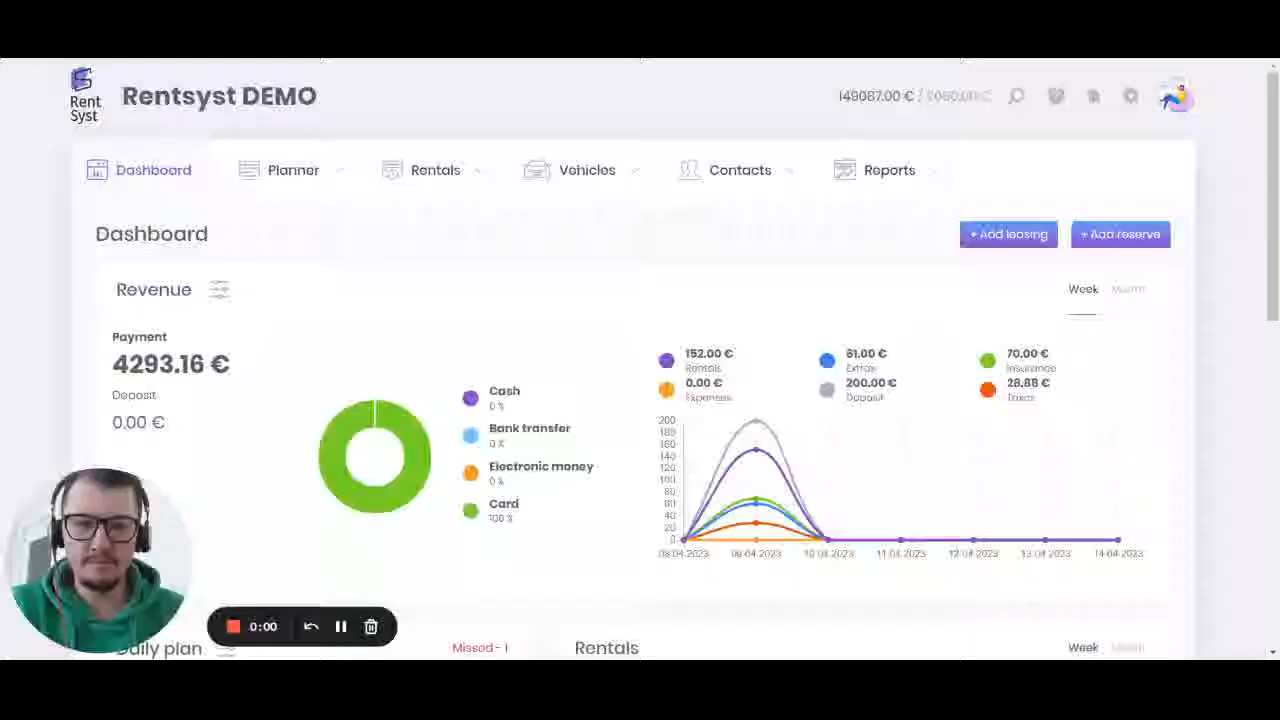 Rent
Syst
Rentsyst DEMO
149087.00 € /
Dashboard
Planner
Rentals
Vehicles
Contacts
Reports
Dashboard
+ Add leasing
+ Add reserve
Revenue
Week
Month
Payment
4293.16 €
Deposit
0.00 €
Cash
0 %
Bank transfer
0 %
Electronic money
0 %
Card
100 %
152.00 €
Rentals
61.00 €
Extras
70.00 €
Insurance
0.00 €
Expenses
200.00 €
Deposit
28.88 €
Taxes
200
180
160
140
120
100
80
60
40
20
0
08.04.2023
09.04.2023
10.04.2023
11.04.2023
12.04.2023
13.04.2023
14.04.2023
0:00
Daily plan
Missed - 1
Rentals
Week
Month